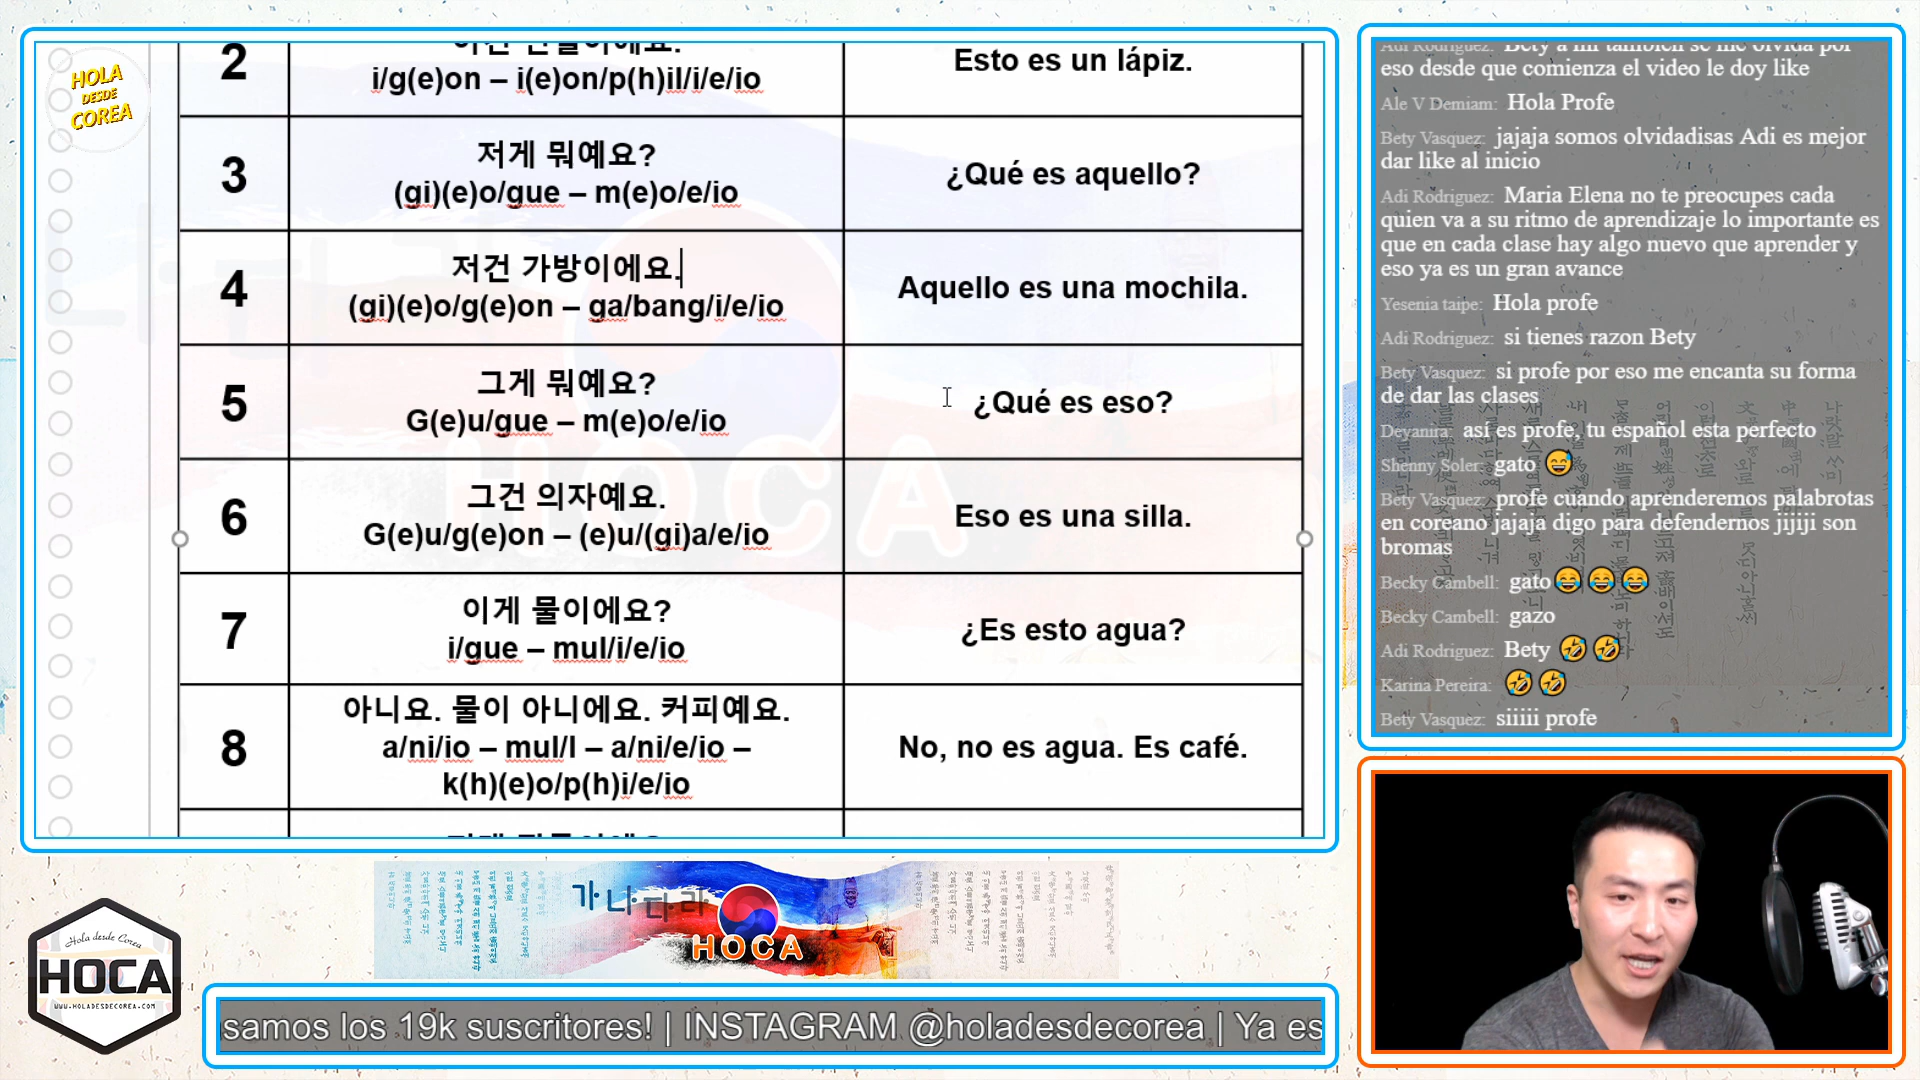 HOLA
DESDE
COREA
2
i/g(e)on – i(e)on/p(h)il/i/e/io
Esto es un lápiz.
3
저게 뭐예요?
(gi)(e)o/gue – m(e)o/e/io
¿Qué es aquello?
4
저건 가방이에요.
(gi)(e)o/g(e)on – ga/bang/i/e/io
Aquello es una mochila.
5
그게 뭐예요?
G(e)u/gue – m(e)o/e/io
¿Qué es eso?
6
그건 의자예요.
G(e)u/g(e)on – (e)u/(gi)a/e/io
Eso es una silla.
7
이게 물이에요?
i/gue – mul/i/e/io
¿Es esto agua?
8
아니요. 물이 아니에요. 커피예요.
a/ni/io – mul/I – a/ni/e/io –
k(h)(e)o/p(h)i/e/io
No, no es agua. Es café.
HOCA
Adi Rodriguez: Bety a mi tambien se me olvida por
eso desde que comienza el video le doy like
Ale V Demiam: Hola Profe
Bety Vasquez: jajaja somos olvidadisas Adi es mejor
dar like al inicio
Adi Rodriguez: Maria Elena no te preocupes cada
quien va a su ritmo de aprendizaje lo importante es
que en cada clase hay algo nuevo que aprender y
eso ya es un gran avance
Yesenia taipe: Hola profe
Adi Rodriguez: si tienes razon Bety
Bety Vasquez: si profe por eso me encanta su forma
de dar las clases
Deyanira: así es profe, tu español esta perfecto
Shenny Soler: gato 😅
Bety Vasquez: profe cuando aprenderemos palabrotas
en coreano jajaja digo para defendernos jijiji son
bromas
Becky Cambell: gato😂😂😂
Becky Cambell: gazo
Adi Rodriguez: Bety 🤣🤣
Karina Pereira: 🤣🤣
Bety Vasquez: siiiii profe
가나다라
HOCA
Hola desde Corea
HOCA
WWW.HOLADESDECOREA.COM
samos los 19k suscritores! | INSTAGRAM @holadesdecorea | Ya es